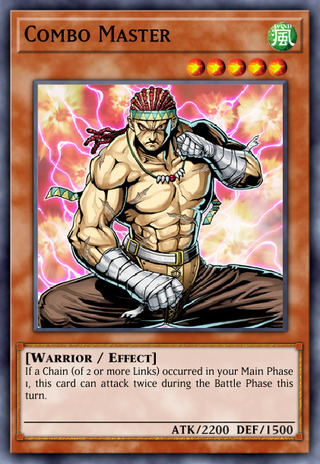 COMBO MASTER
WIND
風
[WARRIOR / EFFECT]
If a Chain (of 2 or more Links) occurred in your Main Phase
1, this card can attack twice during the Battle Phase this
turn.
ATK/2200 DEF/1500